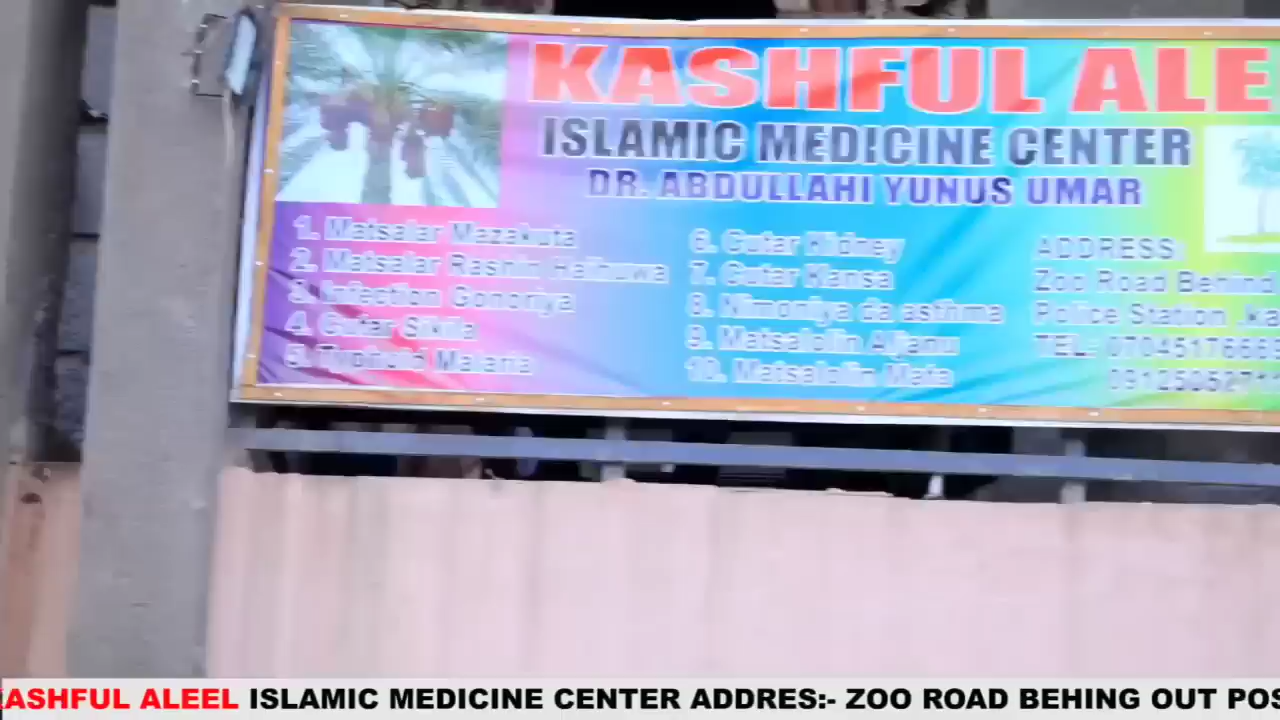 KASHFUL ALE
ISLAMIC MEDICINE CENTER
DR. ABDULLAHI YUNUS UMAR
1. Matsalar Mazakuta
2. Matsalar Rashin Haihuwa
3. Infection Gonoriya
4. Cutar Sikila
5. Typhoid Malaria
6. Cutar Kidney
7. Cutar Kansa
8. Nimoniya da asthma
9. Matsalolin Aljanu
10. Matsalolin Mata
ADDRESS:
Zoo Road Behind
Police Station ,ka
TEL:
ASHFUL ALEEL ISLAMIC MEDICINE CENTER ADDRES:- ZOO ROAD BEHING OUT POS